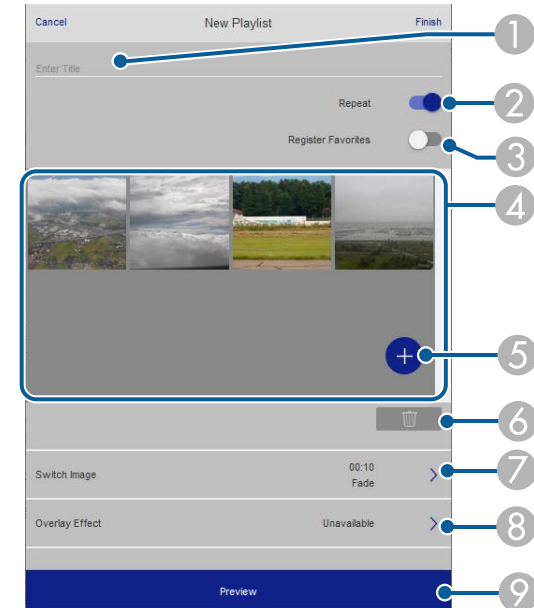 Cancel New Playlist Finish
1
Enter Title
Repeat
2
Register Favorites
3
4
+
5
6
Switch Image 00:10
Fade
7
Overlay Effect Unavailable
8
Preview
9